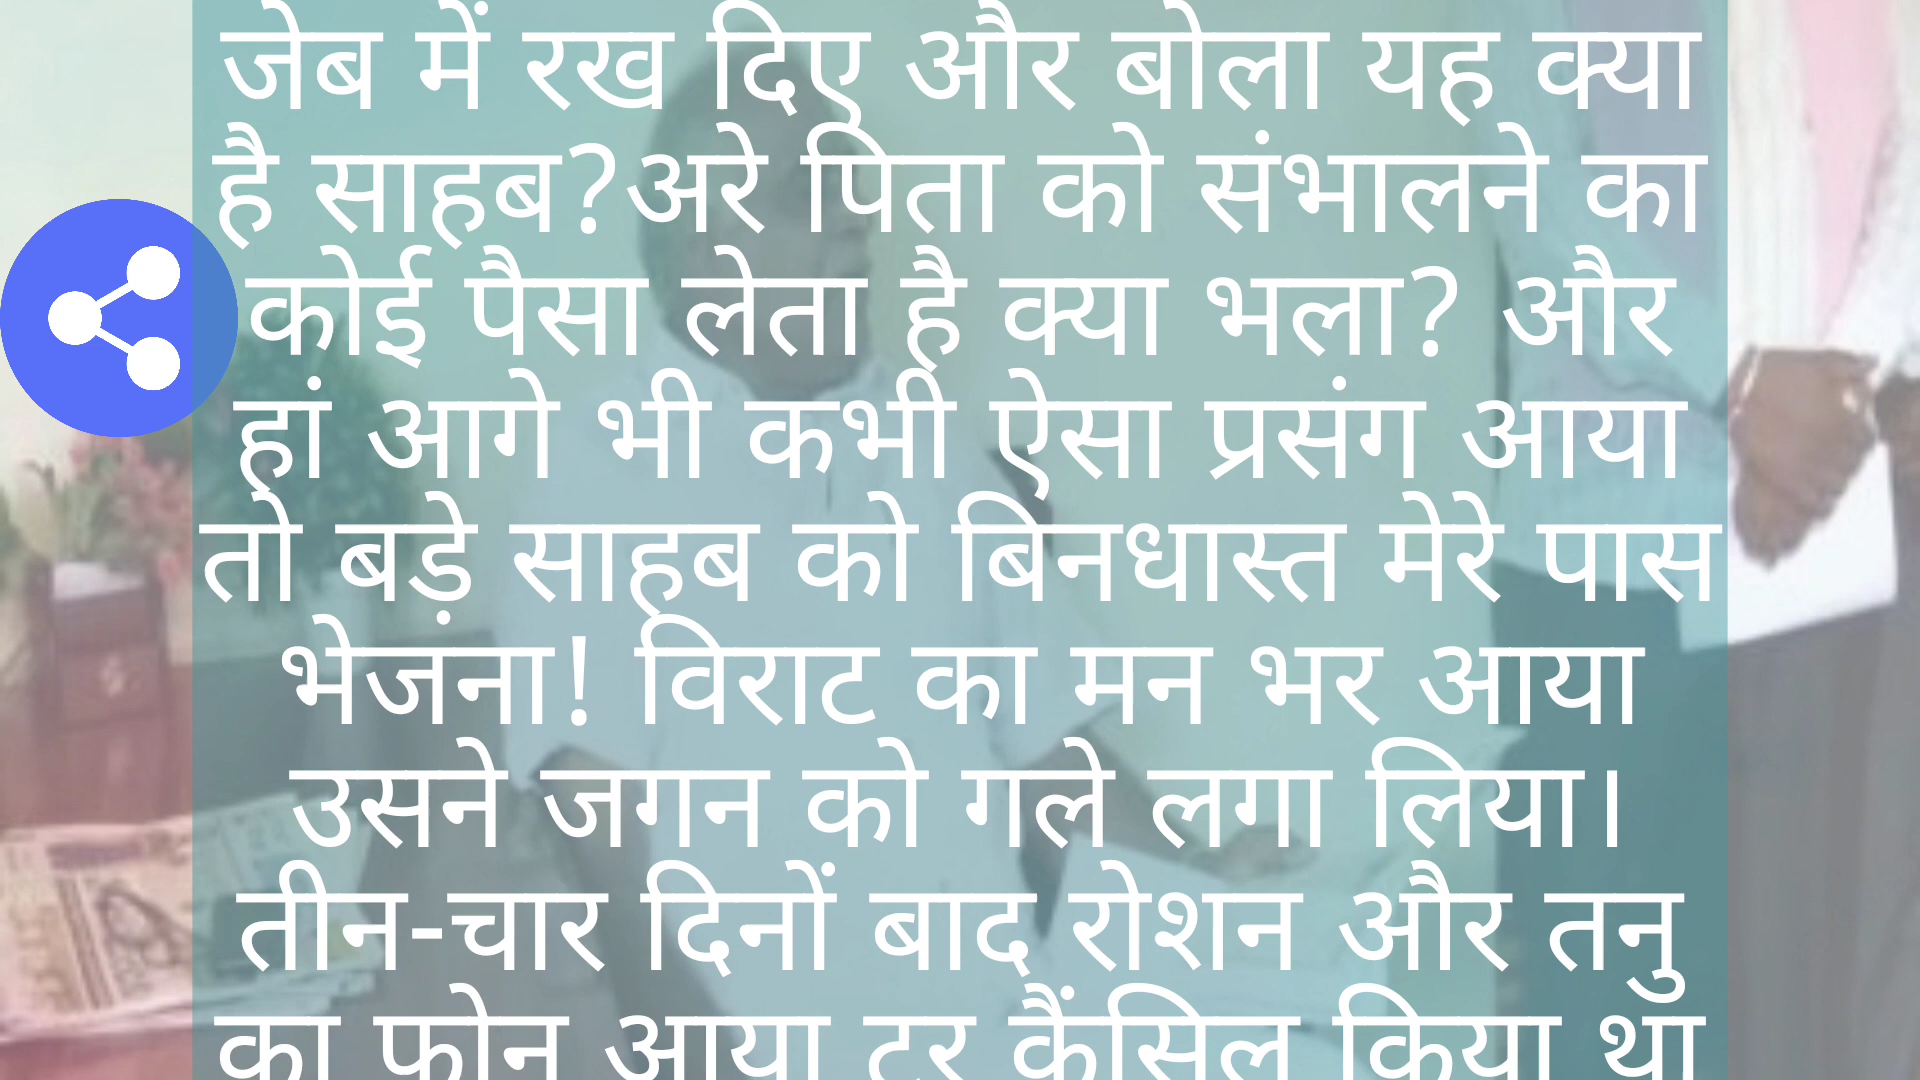 जेब में रख दिए और बोला यह क्या
है साहब?अरे पिता को संभालने का
कोई पैसा लेता है क्या भला? और
हां आगे भी कभी ऐसा प्रसंग आया
तो बड़े साहब को बिनधास्त मेरे पास
भेजना! विराट का मन भर आया
उसने जगन को गले लगा लिया।
तीन-चार दिनों बाद रोशन और तनु
का फोन आया टूर कैंसिल किया था